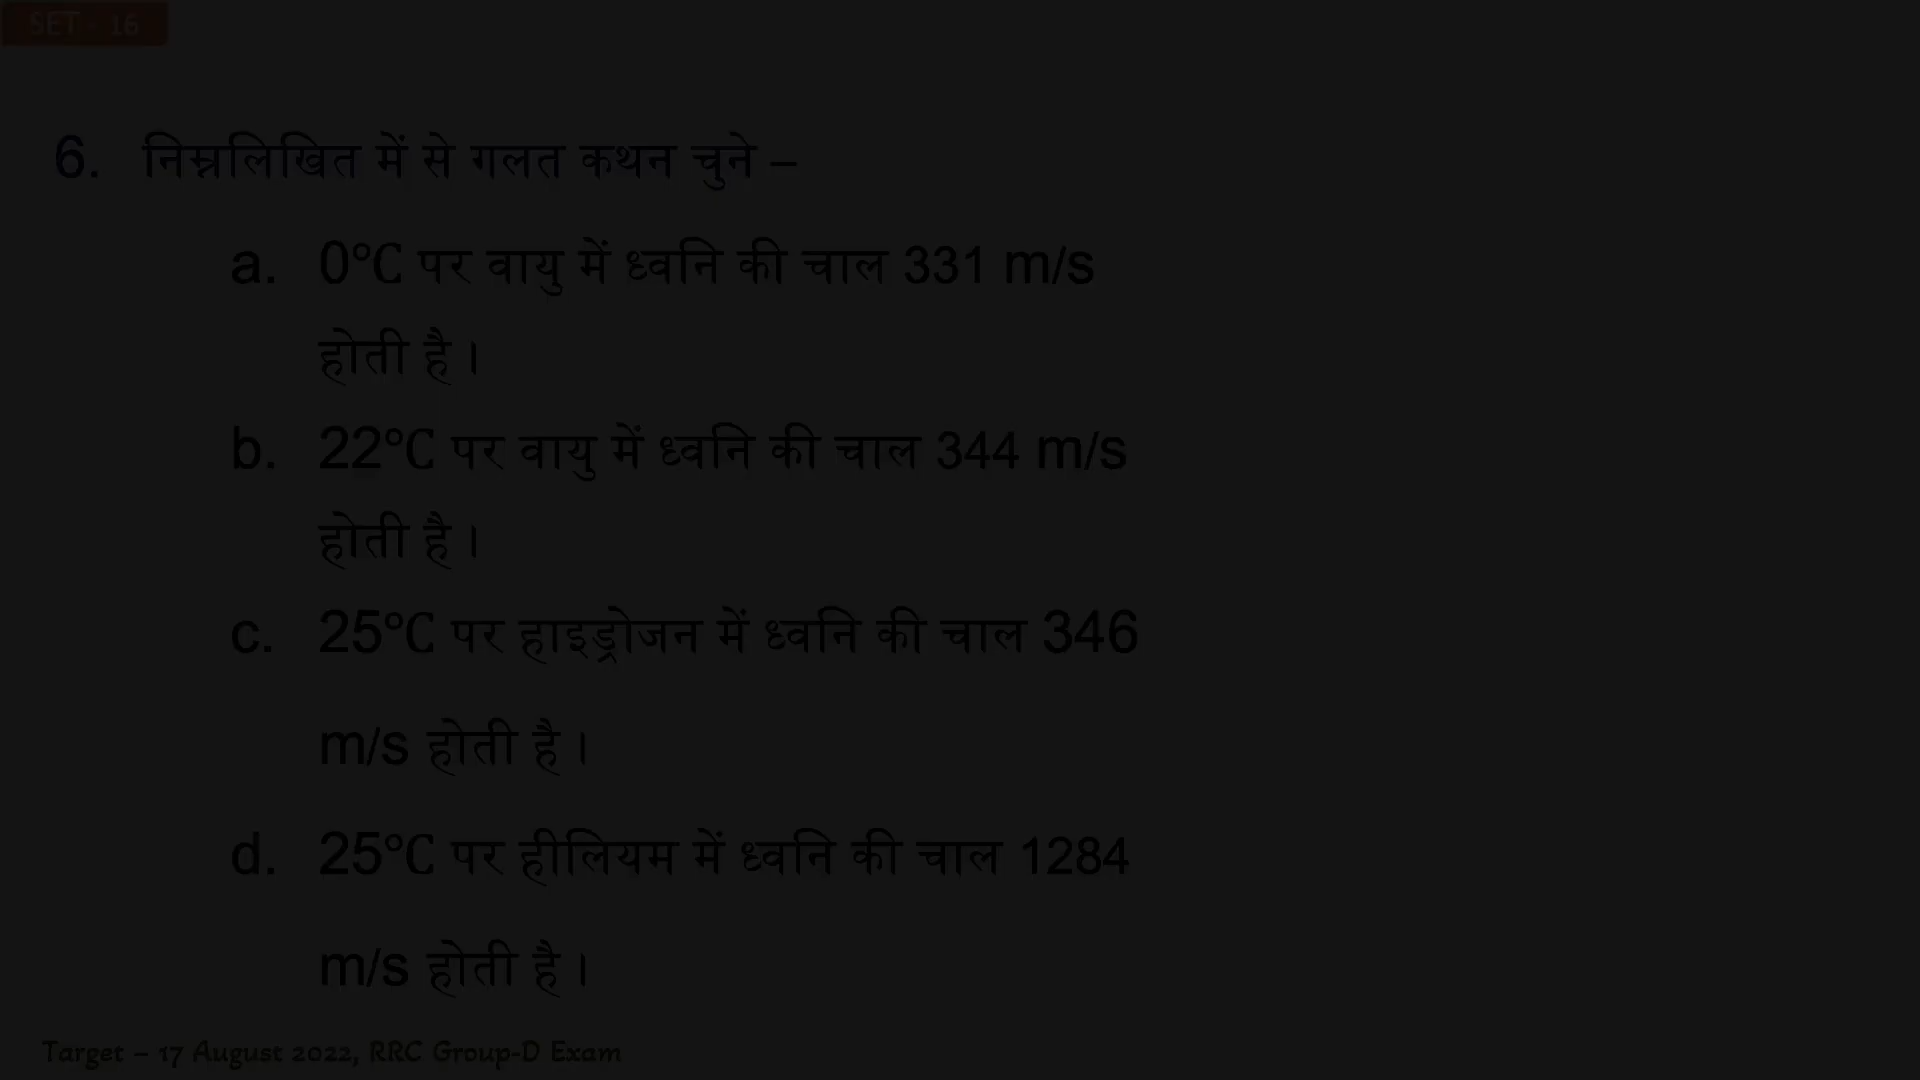 SET - 16
6. निम्नलिखित में से गलत कथन चुने –
a. 0°C पर वायु में ध्वनि की चाल 331 m/s
होती है।
b. 22°C पर वायु में ध्वनि की चाल 344 m/s
होती है।
c. 25°C पर हाइड्रोजन में ध्वनि की चाल 346
m/s होती है।
d. 25°C पर हीलियम में ध्वनि की चाल 1284
m/s होती है।
Target – 17 August 2022, RRC Group-D Exam